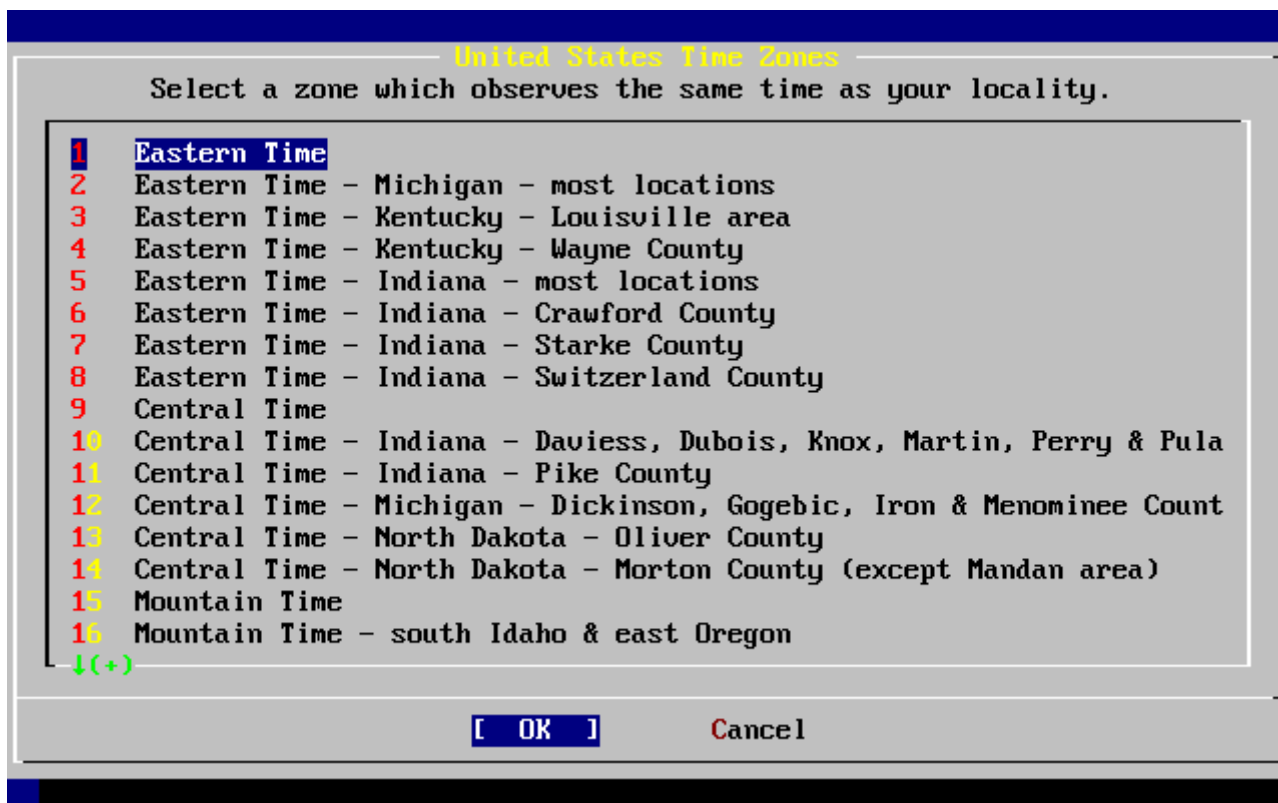 United States Time Zones
Select a zone which observes the same time as your locality.
1 Eastern Time
2 Eastern Time - Michigan - most locations
3 Eastern Time - Kentucky - Louisville area
4 Eastern Time - Kentucky - Wayne County
5 Eastern Time - Indiana - most locations
6 Eastern Time - Indiana - Crawford County
7 Eastern Time - Indiana - Starke County
8 Eastern Time - Indiana - Switzerland County
9 Central Time
10 Central Time - Indiana - Daviess, Dubois, Knox, Martin, Perry & Pula
11 Central Time - Indiana - Pike County
12 Central Time - Michigan - Dickinson, Gogebic, Iron & Menominee Count
13 Central Time - North Dakota - Oliver County
14 Central Time - North Dakota - Morton County (except Mandan area)
15 Mountain Time
16 Mountain Time - south Idaho & east Oregon
↓(+)
[ OK ] Cancel